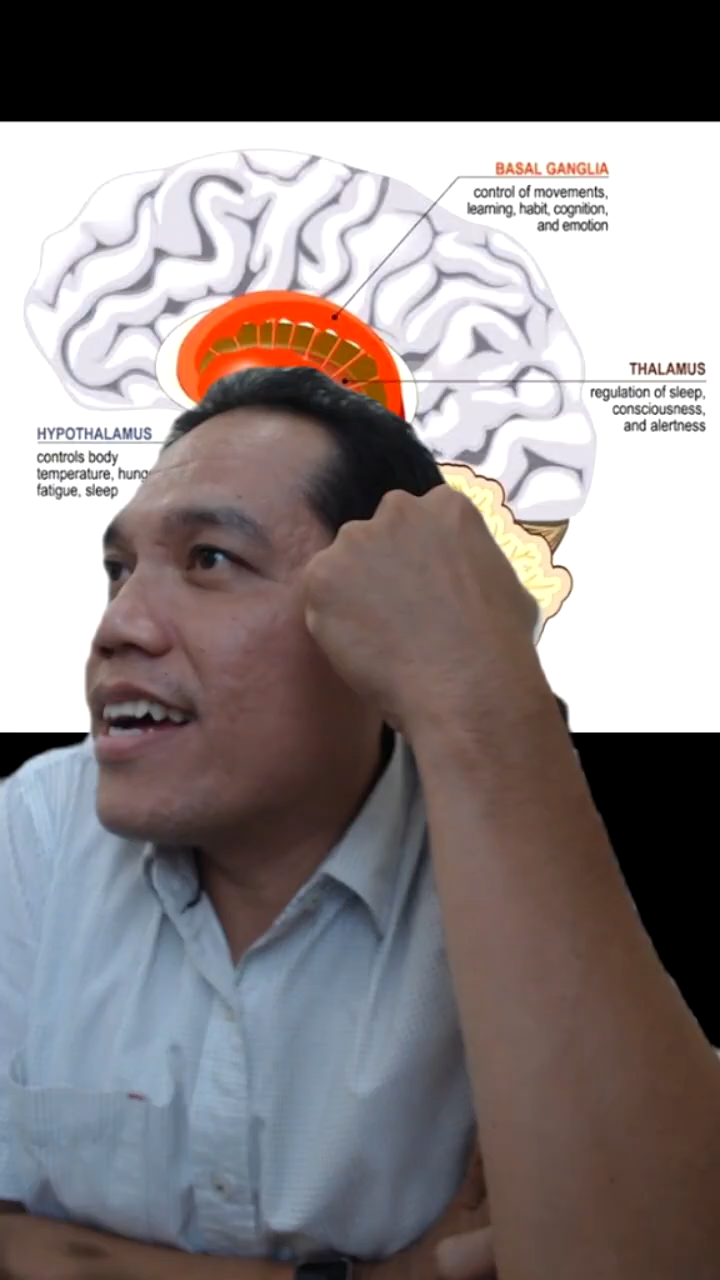 BASAL GANGLIA
control of movements,
learning, habit, cognition,
and emotion
THALAMUS
regulation of sleep,
consciousness,
and alertness
HYPOTHALAMUS
controls body
temperature,
fatigue, sleep